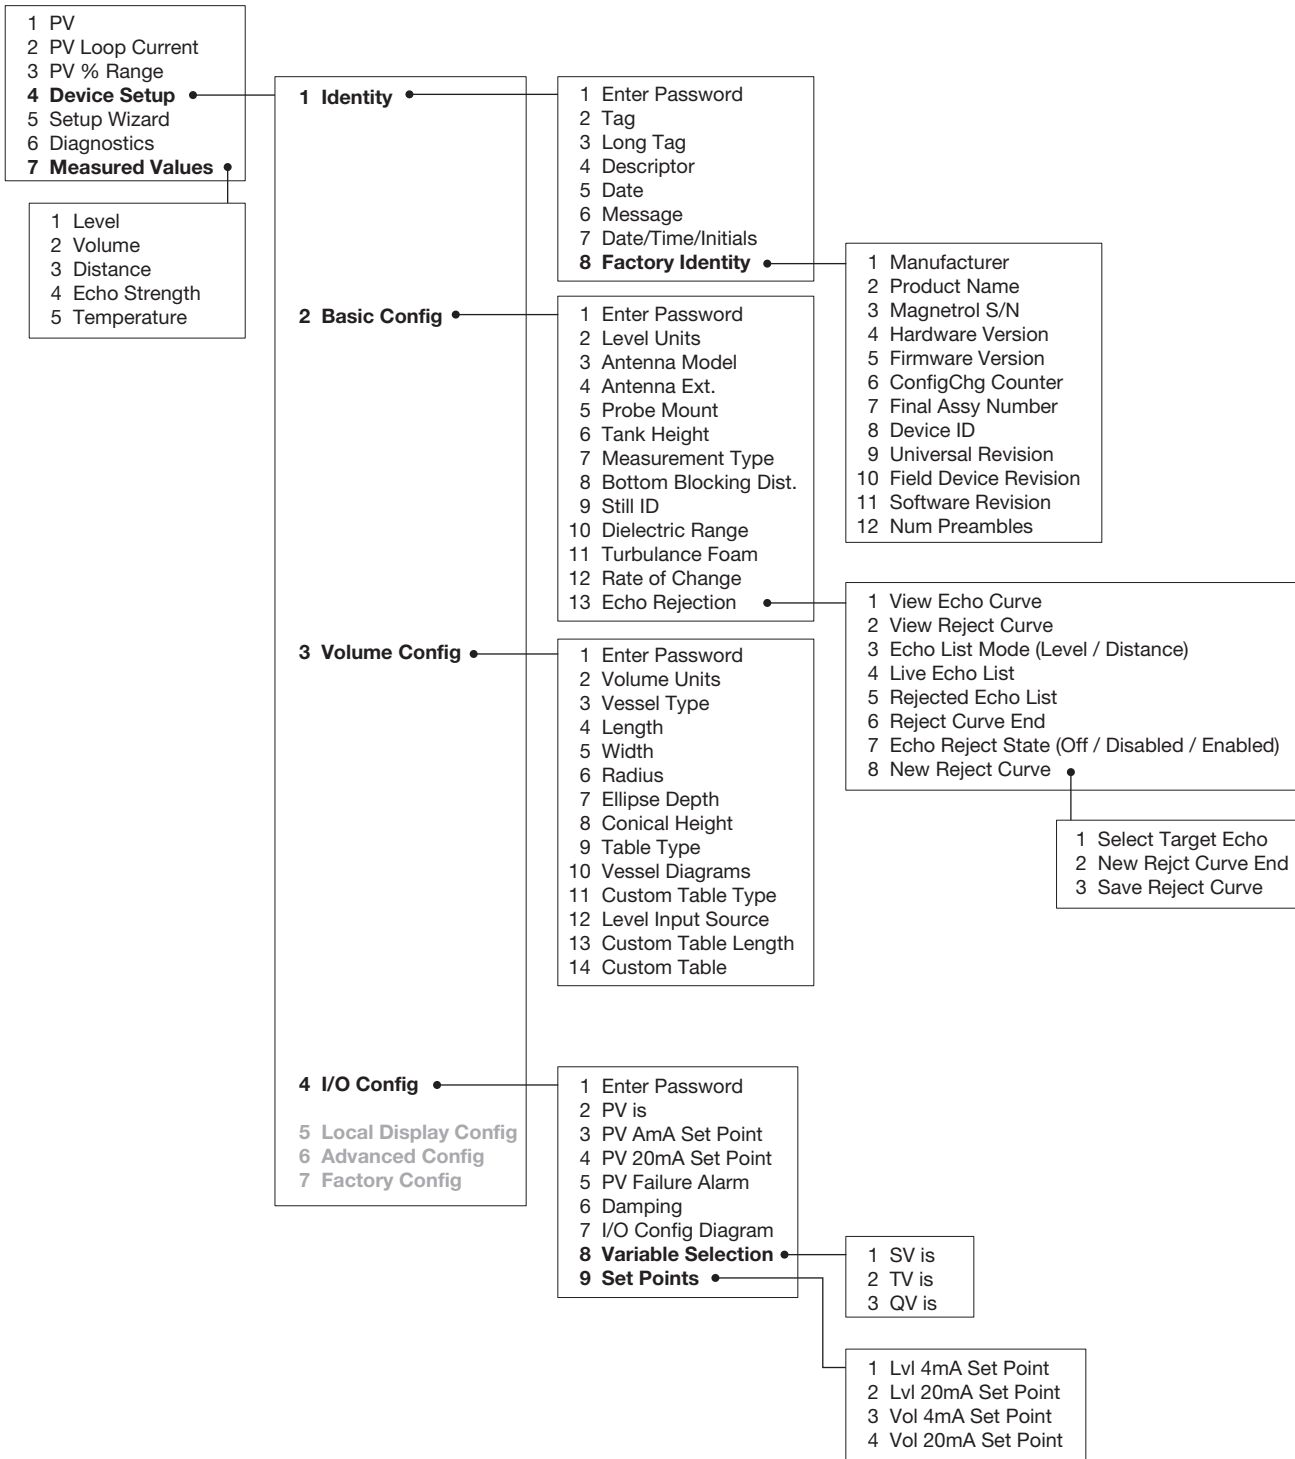 1 PV
2 PV Loop Current
3 PV % Range
4 Device Setup
5 Setup Wizard
6 Diagnostics
7 Measured Values
1 Level
2 Volume
3 Distance
4 Echo Strength
5 Temperature
1 Identity
2 Basic Config
3 Volume Config
4 I/O Config
5 Local Display Config
6 Advanced Config
7 Factory Config
1 Enter Password
2 Tag
3 Long Tag
4 Descriptor
5 Date
6 Message
7 Date/Time/Initials
8 Factory Identity
1 Manufacturer
2 Product Name
3 Magnetrol S/N
4 Hardware Version
5 Firmware Version
6 ConfigChg Counter
7 Final Assy Number
8 Device ID
9 Universal Revision
10 Field Device Revision
11 Software Revision
12 Num Preambles
1 Enter Password
2 Level Units
3 Antenna Model
4 Antenna Ext.
5 Probe Mount
6 Tank Height
7 Measurement Type
8 Bottom Blocking Dist.
9 Still ID
10 Dielectric Range
11 Turbulance Foam
12 Rate of Change
13 Echo Rejection
1 View Echo Curve
2 View Reject Curve
3 Echo List Mode (Level / Distance)
4 Live Echo List
5 Rejected Echo List
6 Reject Curve End
7 Echo Reject State (Off / Disabled / Enabled)
8 New Reject Curve
1 Select Target Echo
2 New Rejct Curve End
3 Save Reject Curve
1 Enter Password
2 Volume Units
3 Vessel Type
4 Length
5 Width
6 Radius
7 Ellipse Depth
8 Conical Height
9 Table Type
10 Vessel Diagrams
11 Custom Table Type
12 Level Input Source
13 Custom Table Length
14 Custom Table
1 Enter Password
2 PV is
3 PV AmA Set Point
4 PV 20mA Set Point
5 PV Failure Alarm
6 Damping
7 I/O Config Diagram
8 Variable Selection
9 Set Points
1 SV is
2 TV is
3 QV is
1 Lvl 4mA Set Point
2 Lvl 20mA Set Point
3 Vol 4mA Set Point
4 Vol 20mA Set Point